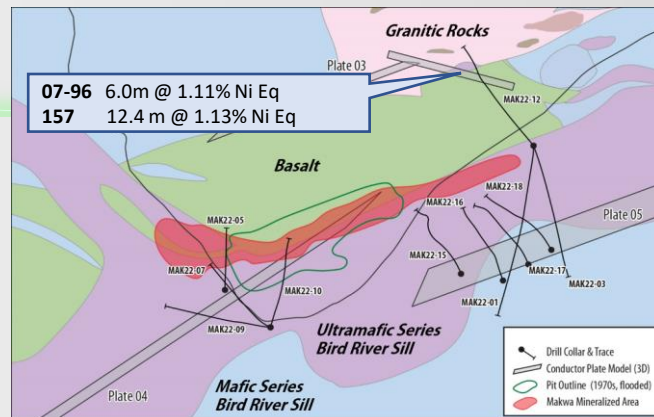 Granitic Rocks
Plate 03
07-96 6.0m @ 1.11% Ni Eq
157 12.4 m @ 1.13% Ni Eq
MAK22-12
Basalt
MAK22-18
MAK22-16
MAK22-05
Plate 05
MAK22-07
MAK22-15
MAK22-10
MAK22-17
MAK22-03
MAK22-01
MAK22-09
Ultramafic Series
Bird River Sill
Plate 04
Mafic Series
Bird River Sill
Drill Collar & Trace
Conductor Plate Model (3D)
Pit Outline (1970s, flooded)
Makwa Mineralized Area